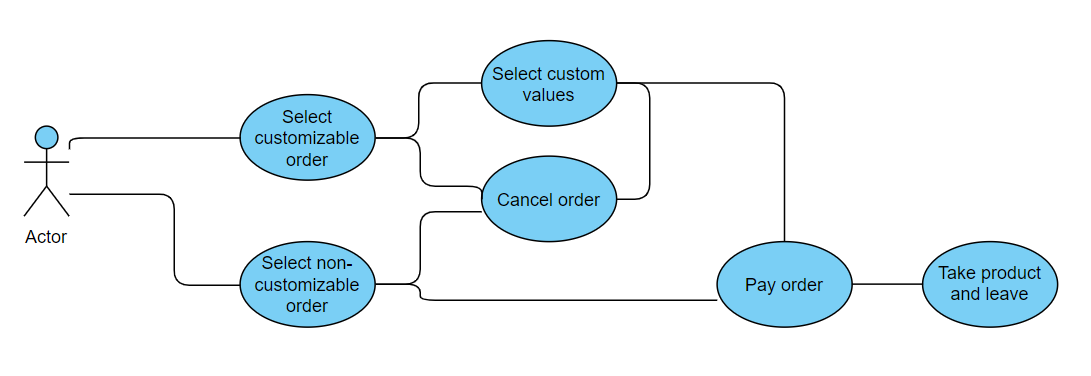 Actor
Select
customizable
order
Select non-
customizable
order
Select custom
values
Cancel order
Pay order
Take product
and leave